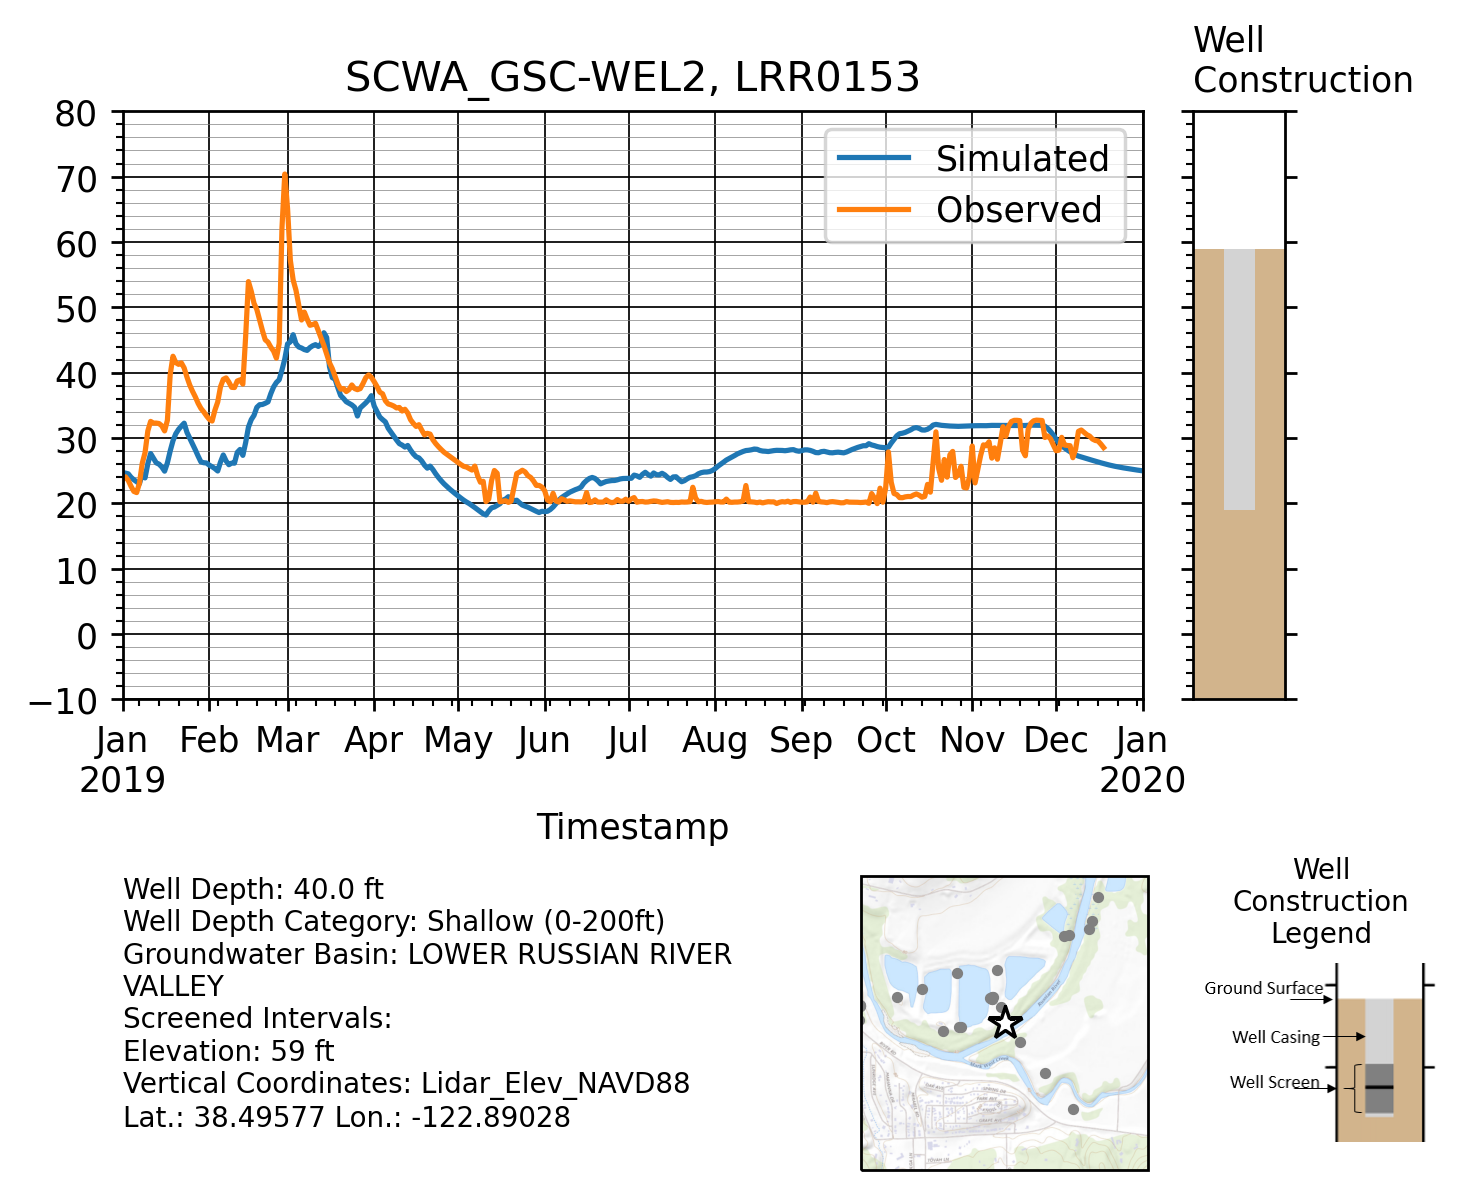 Well
Construction
SCWA_GSC-WEL2, LRR0153
80
70
60
50
40
30
20
10
0
−10
Simulated
Observed
Jan Feb Mar Apr May Jun Jul Aug Sep Oct Nov Dec Jan
2019 2020
Timestamp
Well Depth: 40.0 ft
Well Depth Category: Shallow (0-200ft)
Groundwater Basin: LOWER RUSSIAN RIVER
VALLEY
Screened Intervals:
Elevation: 59 ft
Vertical Coordinates: Lidar_Elev_NAVD88
Lat.: 38.49577 Lon.: -122.89028
Well
Construction
Legend
Ground Surface
Well Casing
Well Screen